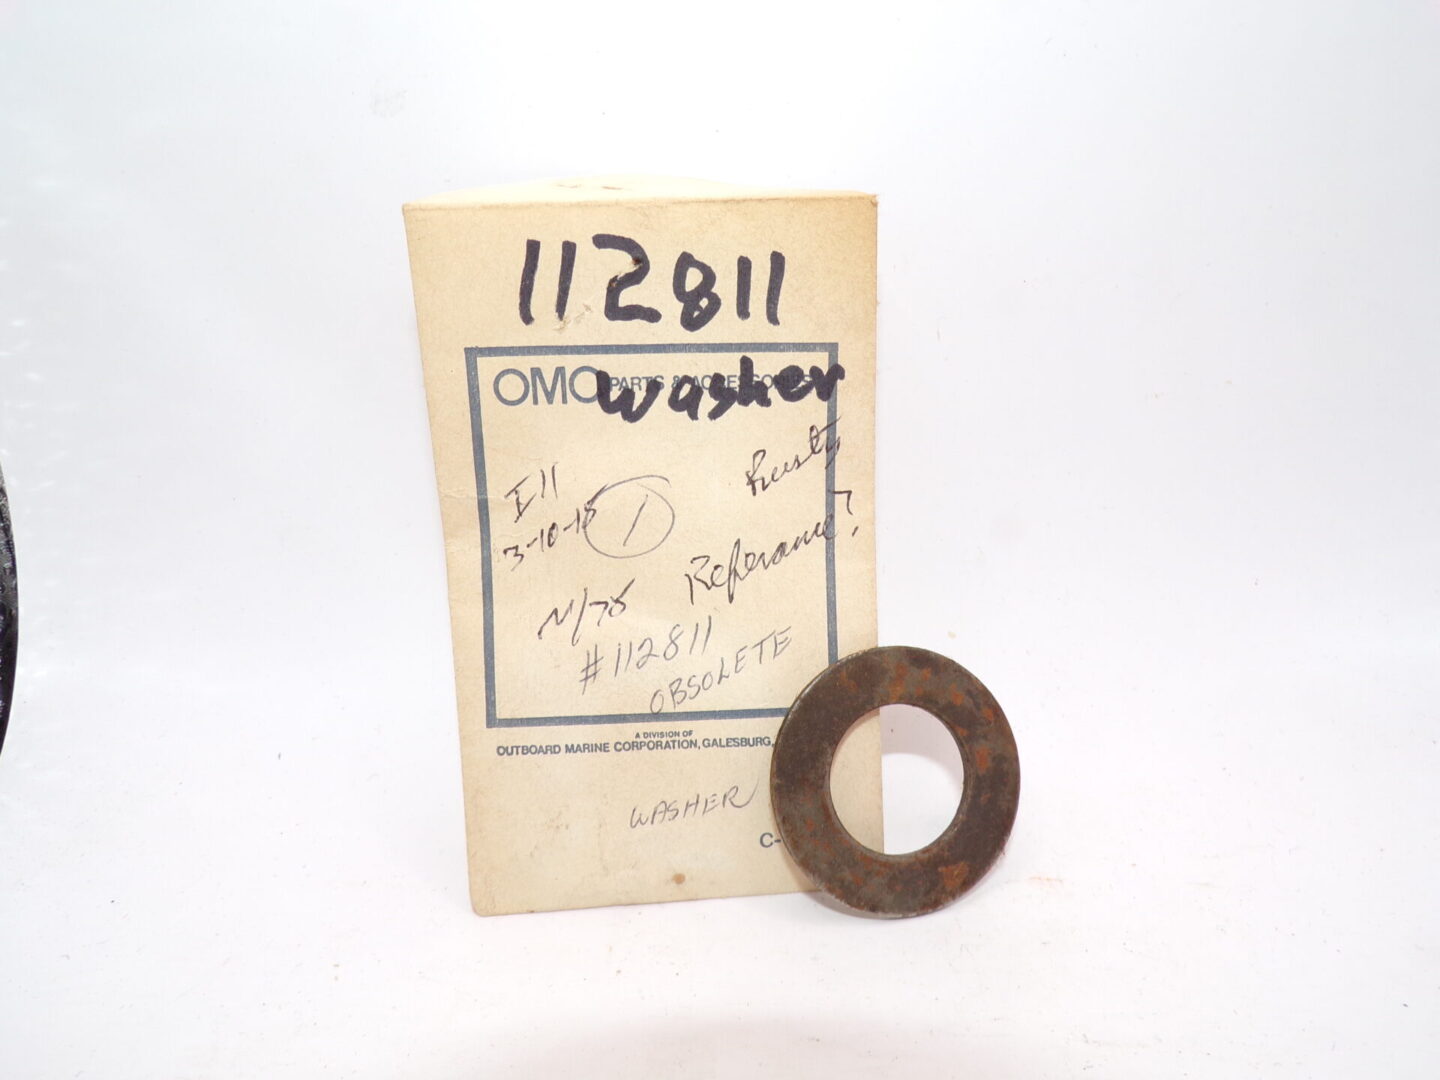 112811
OMC PARTS & ACCESSORIES
Washer
Rusty
I11
3-10-18
1
Referance?
N/78
#112811
OBSOLETE
A DIVISION OF
OUTBOARD MARINE CORPORATION, GALESBURG,
WASHER
C-